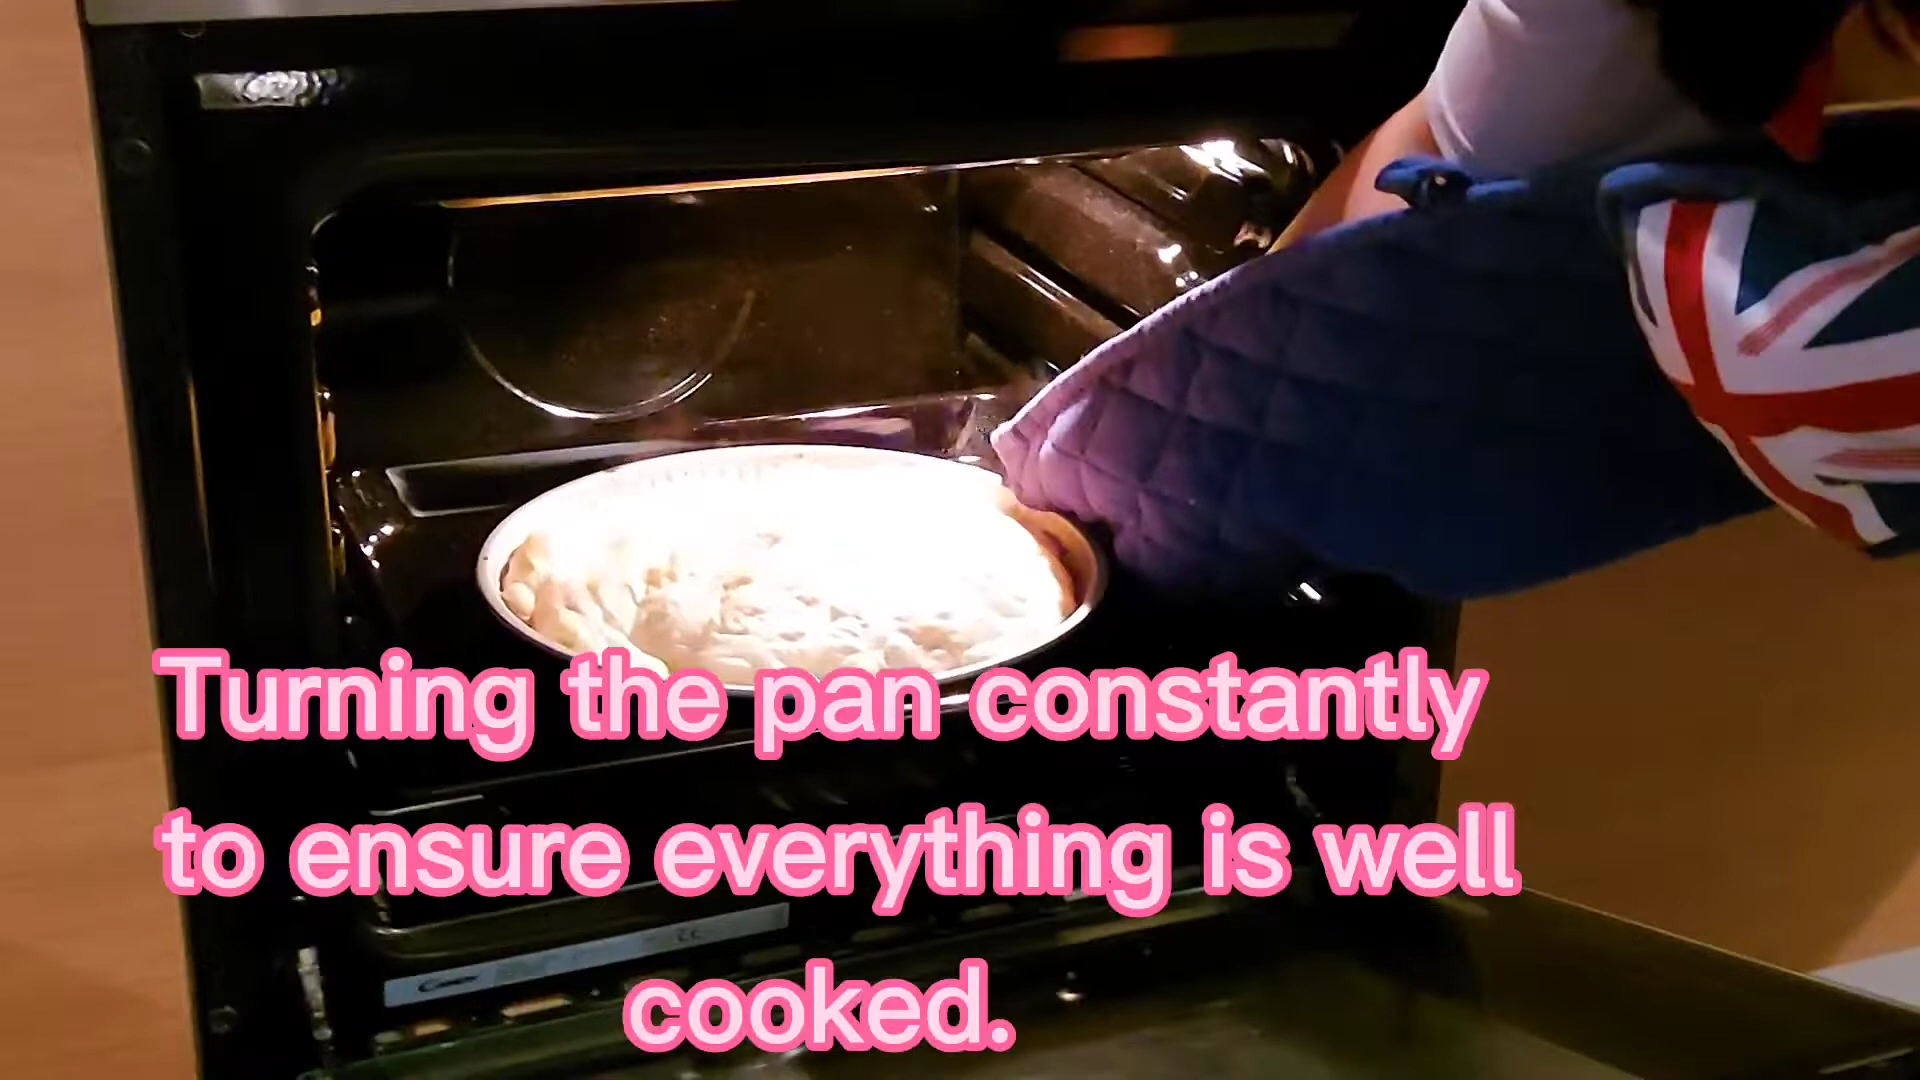 Turning the pan constantly
to ensure everything is well
cooked.